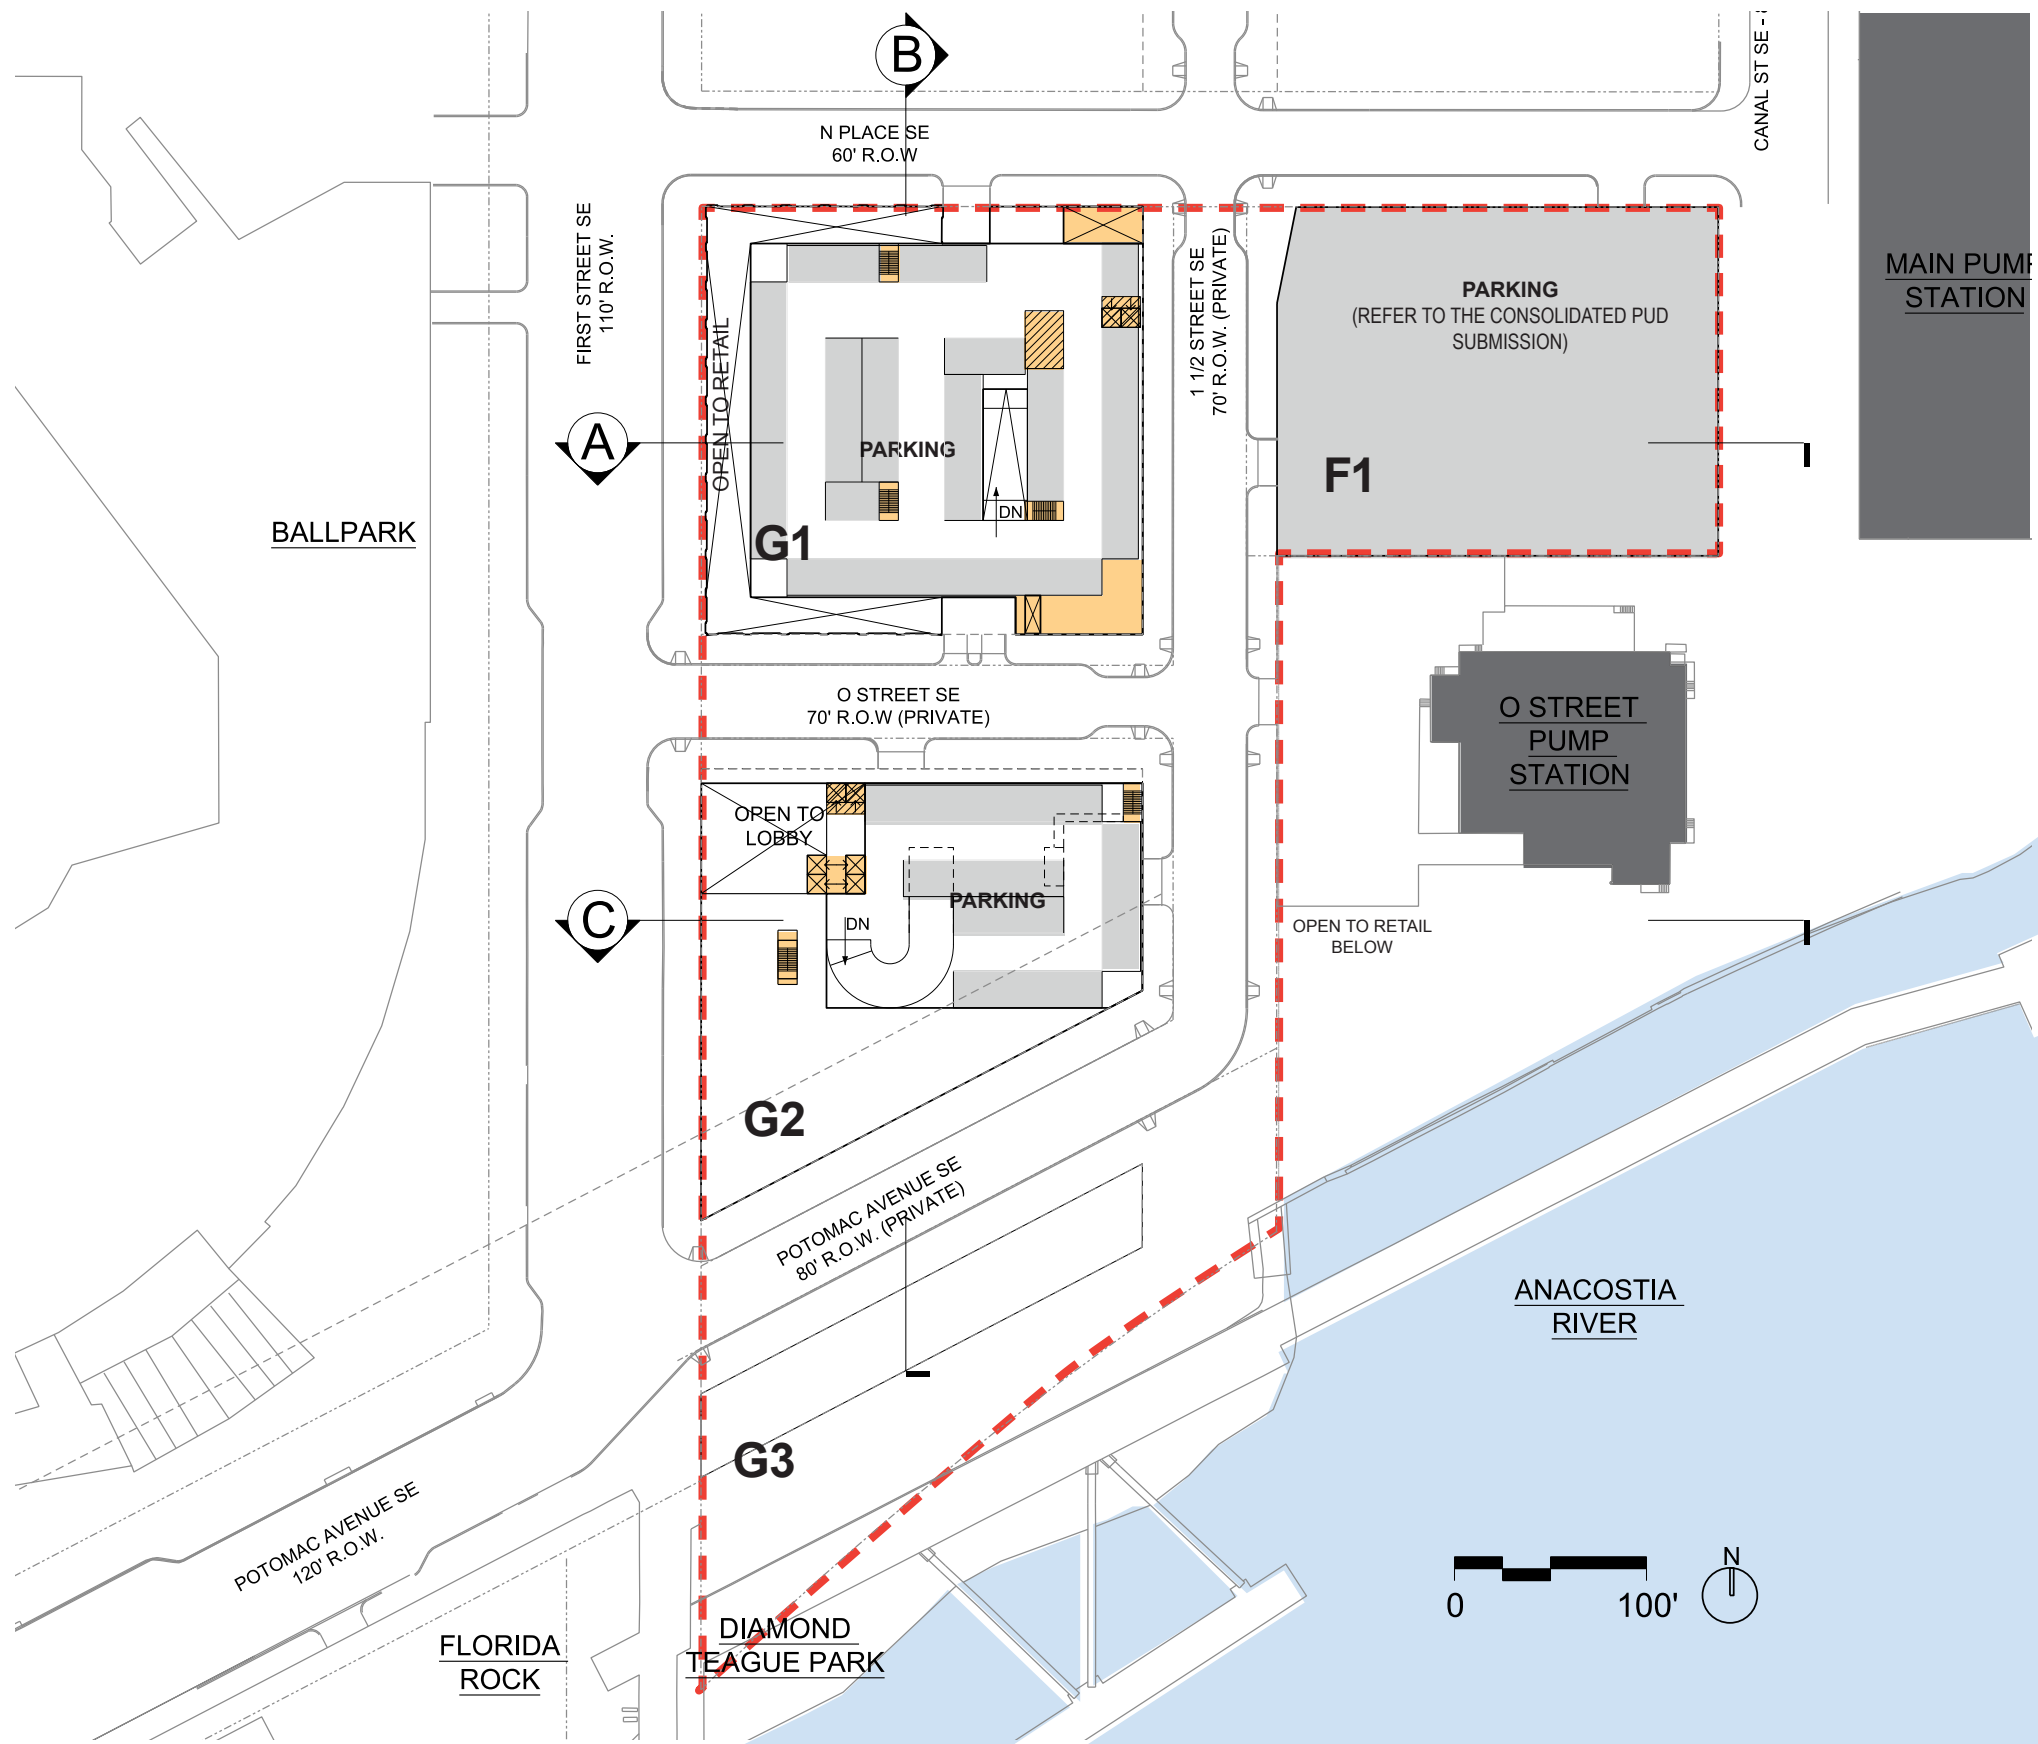 B
CANAL ST SE -
N PLACE SE
60' R.O.W
FIRST STREET SE
110' R.O.W.
OPEN TO RETAIL
1 1/2 STREET SE
70' R.O.W. (PRIVATE)
PARKING
(REFER TO THE CONSOLIDATED PUD
SUBMISSION)
MAIN PUMP
STATION
A
PARKING
F1
DN
G1
BALLPARK
O STREET SE
70' R.O.W (PRIVATE)
O STREET
PUMP
STATION
OPEN TO
LOBBY
PARKING
C
DN
OPEN TO RETAIL
BELOW
G2
POTOMAC AVENUE SE
80' R.O.W. (PRIVATE)
ANACOSTIA
RIVER
G3
POTOMAC AVENUE SE
120' R.O.W.
N
0 100'
FLORIDA
ROCK
DIAMOND
TEAGUE PARK